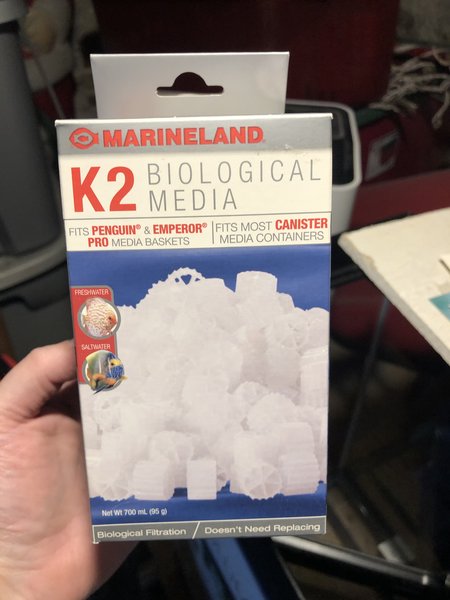 MARINELAND
K2 BIOLOGICAL
MEDIA
FITS PENGUIN® & EMPEROR®
PRO MEDIA BASKETS
FITS MOST CANISTER
MEDIA CONTAINERS
FRESHWATER
SALTWATER
Net Wt 700 mL (95 g)
Biological Filtration / Doesn't Need Replacing